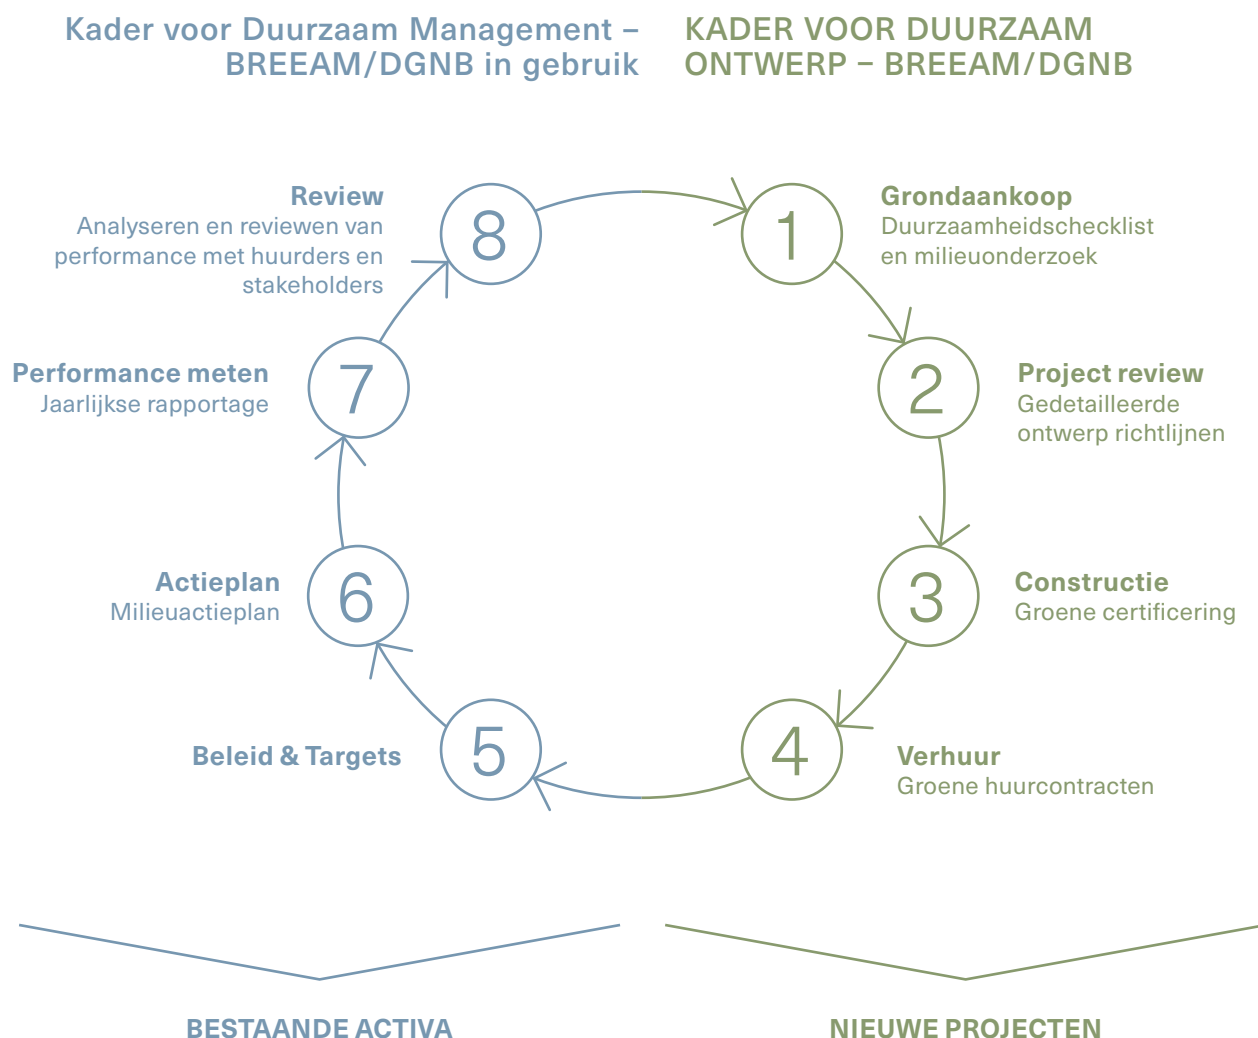 Kader voor Duurzaam Management –
BREEAM/DGNB in gebruik
KADER VOOR DUURZAAM
ONTWERP – BREEAM/DGNB
1
Grondaankoop
Duurzaamheidschecklist
en milieuonderzoek
2
Project review
Gedetailleerde
ontwerp richtlijnen
3
Constructie
Groene certificering
4
Verhuur
Groene huurcontracten
5
Beleid & Targets
6
Actieplan
Milieuactieplan
7
Performance meten
Jaarlijkse rapportage
8
Review
Analyseren en reviewen van
performance met huurders en
stakeholders
BESTAANDE ACTIVA
NIEUWE PROJECTEN